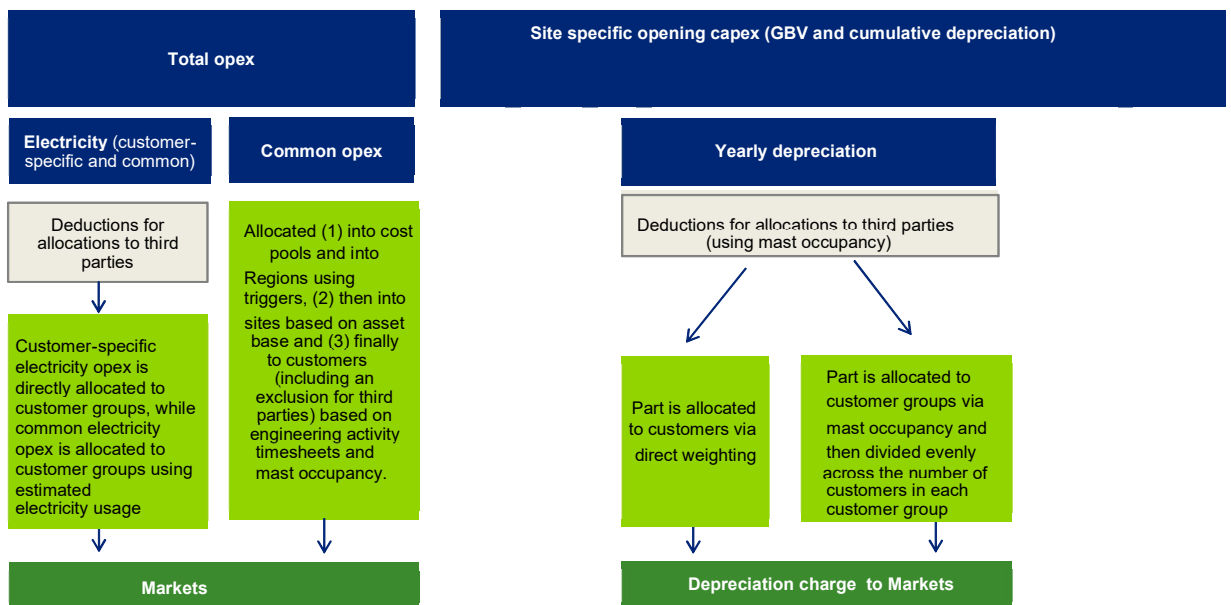 Total opex
Site specific opening capex (GBV and cumulative depreciation)
Electricity (customer-
specific and common)
Common opex
Yearly depreciation
Deductions for
allocations to third
parties
Allocated (1) into cost
pools and into
Regions using
triggers, (2) then into
sites based on asset
base and (3) finally
to customers
(including an
exclusion for third
parties) based on
engineering activity
timesheets and
mast occupancy.
Deductions for allocations to third parties
(using mast occupancy)
Customer-specific
electricity opex is
directly allocated to
customer groups, while
common electricity
opex is allocated to
customer groups using
estimated
electricity usage
Part is allocated
to customers via
direct weighting
Part is allocated to
customer groups via
mast occupancy and
then divided evenly
across the number of
customers in each
customer group
Markets
Depreciation charge to Markets